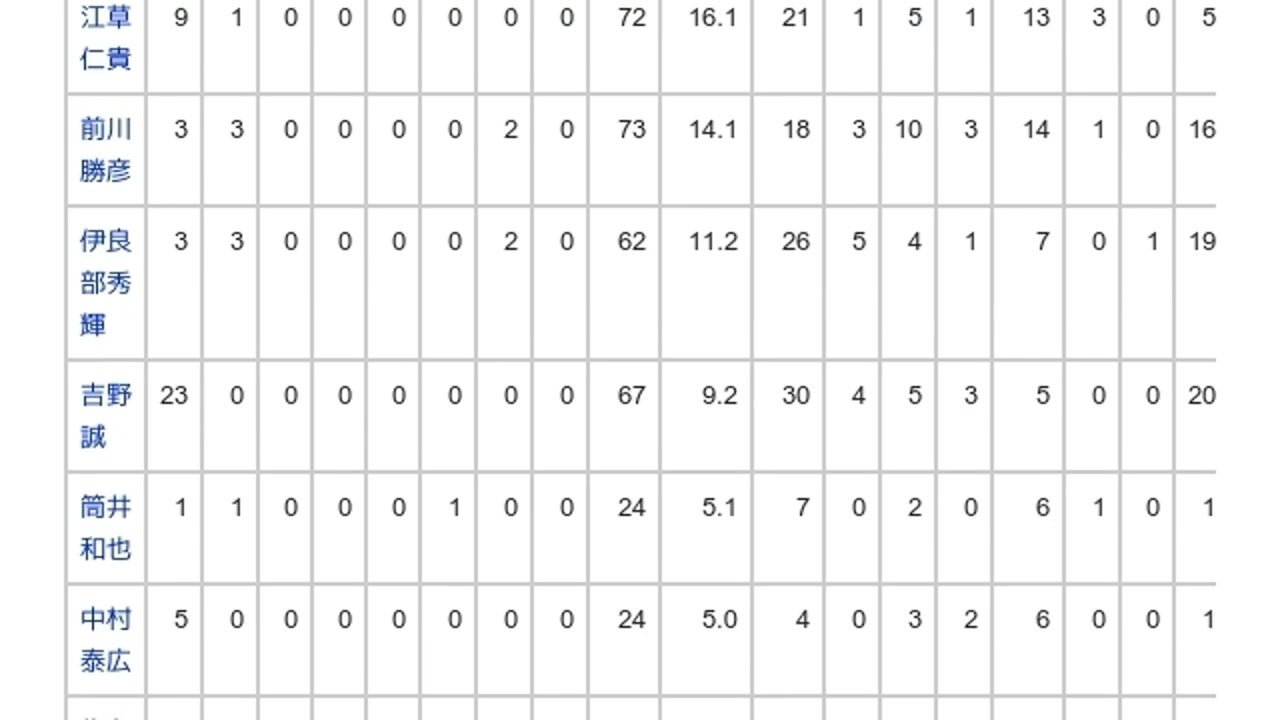 江草 9 1 0 0 0 0 0 0 72 16.1 21 1 5 1 13 3 0 5
仁貴
前川 3 3 0 0 0 0 2 0 73 14.1 18 3 10 3 14 1 0 16
勝彦
伊良 3 3 0 0 0 0 2 0 62 11.2 26 5 4 1 7 0 1 19
部秀
輝
吉野 23 0 0 0 0 0 0 0 67 9.2 30 4 5 3 5 0 0 20
誠
筒井 1 1 0 0 0 1 0 0 24 5.1 7 0 2 0 6 1 0 1
和也
中村 5 0 0 0 0 0 0 0 24 5.0 4 0 3 2 6 0 0 1
泰広